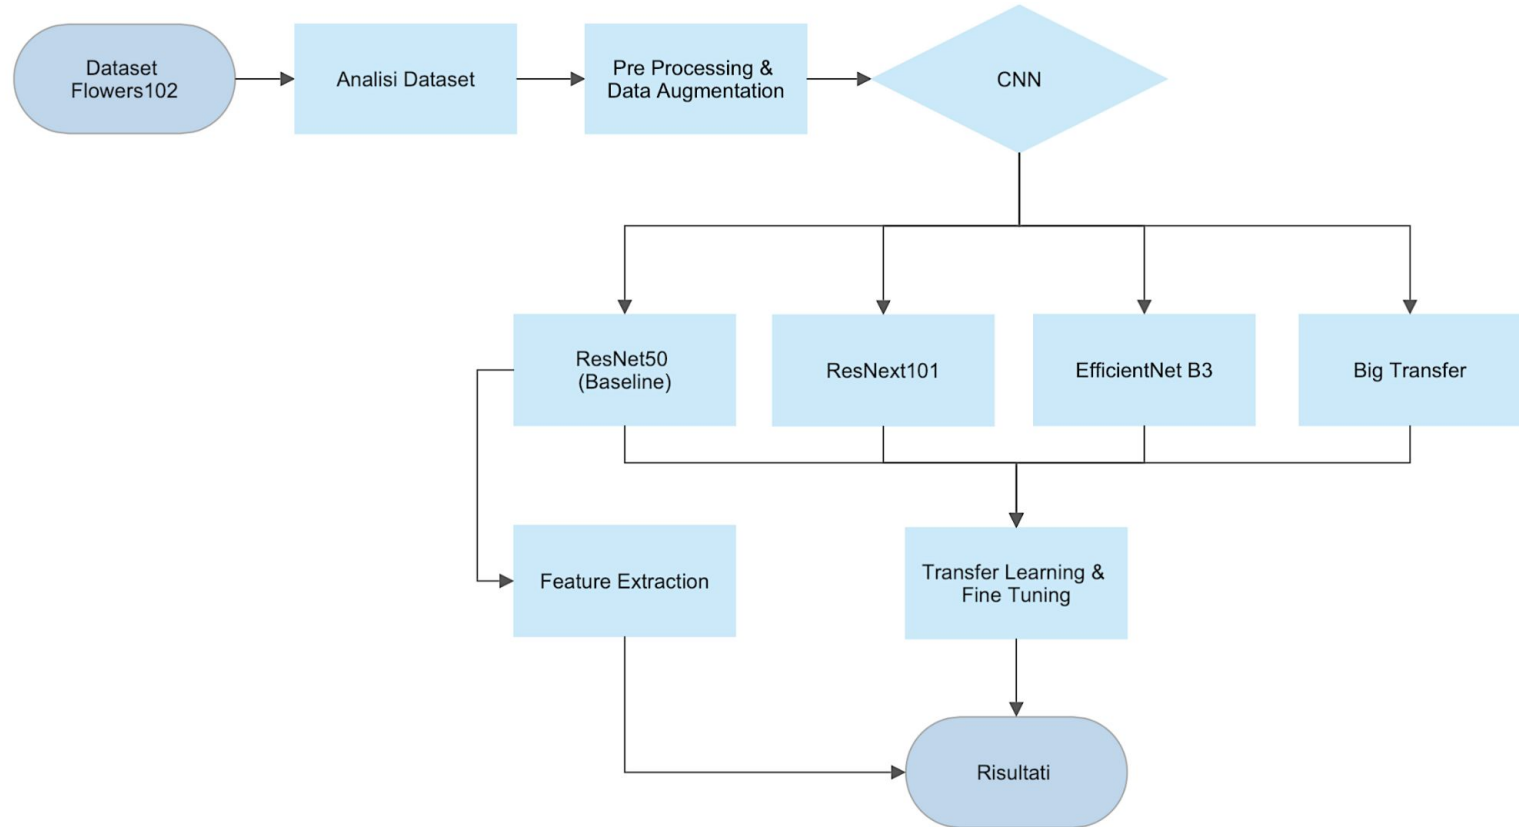 Dataset
Flowers102
Analisi Dataset
Pre Processing &
Data Augmentation
CNN
ResNet50
(Baseline)
ResNext101
EfficientNet B3
Big Transfer
Feature Extraction
Transfer Learning &
Fine Tuning
Risultati